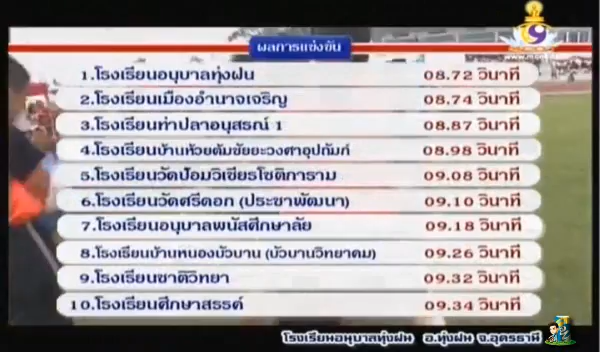 ผลการแข่งขัน
1.โรงเรียนอนุบาลทุ่งฝน 08.72 วินาที
2.โรงเรียนเมืองอำนาจเจริญ 08.74 วินาที
3.โรงเรียนท่าปลาอนุสรณ์ 1 08.87 วินาที
4.โรงเรียนบ้านห้วยต้มชัยยะวงศาอุปถัมภ์ 08.98 วินาที
5.โรงเรียนวัดป้อมวิเชียรโชติการาม 09.08 วินาที
6.โรงเรียนวัดศรีดอก (ประชาพัฒนา) 09.10 วินาที
7.โรงเรียนอนุบาลพนัสศึกษาลัย 09.18 วินาที
8.โรงเรียนบ้านหนองบัวบาน (บัวบานวิทยาคม) 09.26 วินาที
9.โรงเรียนชาติวิทยา 09.32 วินาที
10.โรงเรียนศึกษาสรรค์ 09.34 วินาที
โรงเรียนอนุบาลทุ่งฝน อ.ทุ่งฝน จ.อุดรธานี